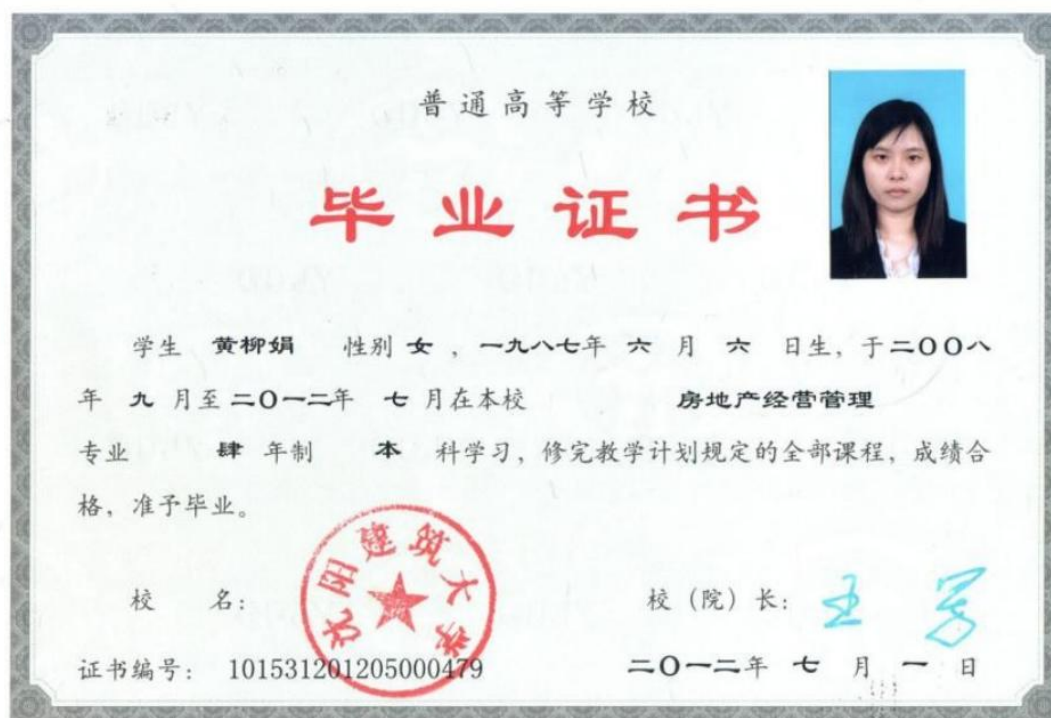 普通高等学校
毕业证书
学生 黄柳娟 性别 女 ，一九八七年 六 月 六 日生，于二〇〇八
年 九 月至 二〇一二年 七 月在本校 房地产经营管理
专业 肆 年制 本 科学习，修完教学计划规定的全部课程，成绩合
格，准予毕业。
沈阳建筑大学
校 名： 校（院）长：
证书编号： 101531201205000479 二〇一二年 七 月 一 日